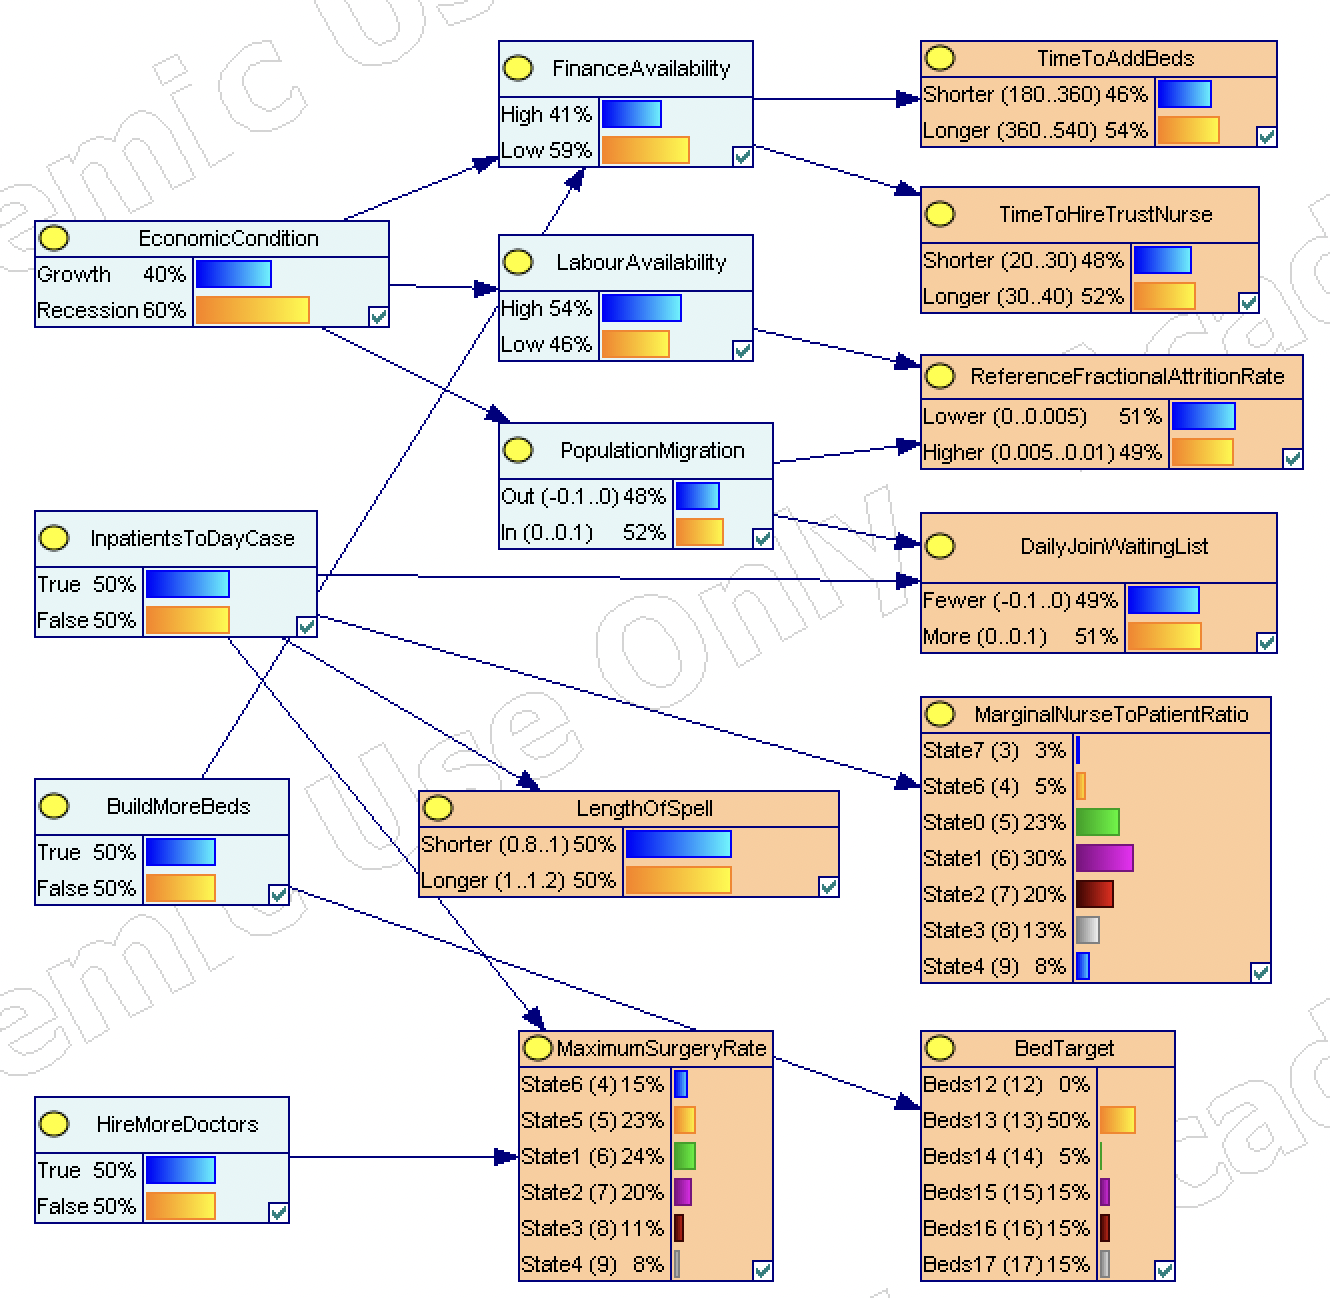 FinanceAvailability
High 41%
Low 59%
TimeToAddBeds
Shorter (180..360) 46%
Longer (360..540) 54%
TimeToHireTrustNurse
Shorter (20..30) 48%
Longer (30..40) 52%
EconomicCondition
Growth 40%
Recession 60%
LabourAvailability
High 54%
Low 46%
ReferenceFractionalAttritionRate
Lower (0..0.005) 51%
Higher (0.005..0.01) 49%
PopulationMigration
Out (-0.1..0) 48%
In (0..0.1) 52%
InpatientsToDayCase
True 50%
False 50%
DailyJoinWaitingList
Fewer (-0.1..0) 49%
More (0..0.1) 51%
MarginalNurseToPatientRatio
State7 (3) 3%
State6 (4) 5%
State0 (5) 23%
State1 (6) 30%
State2 (7) 20%
State3 (8) 13%
State4 (9) 8%
BuildMoreBeds
True 50%
False 50%
LengthOfSpell
Shorter (0.8..1) 50%
Longer (1..1.2) 50%
MaximumSurgeryRate
State6 (4) 15%
State5 (5) 23%
State1 (6) 24%
State2 (7) 20%
State3 (8) 11%
State4 (9) 8%
BedTarget
Beds12 (12) 0%
Beds13 (13) 50%
Beds14 (14) 5%
Beds15 (15) 15%
Beds16 (16) 15%
Beds17 (17) 15%
HireMoreDoctors
True 50%
False 50%
Use Only